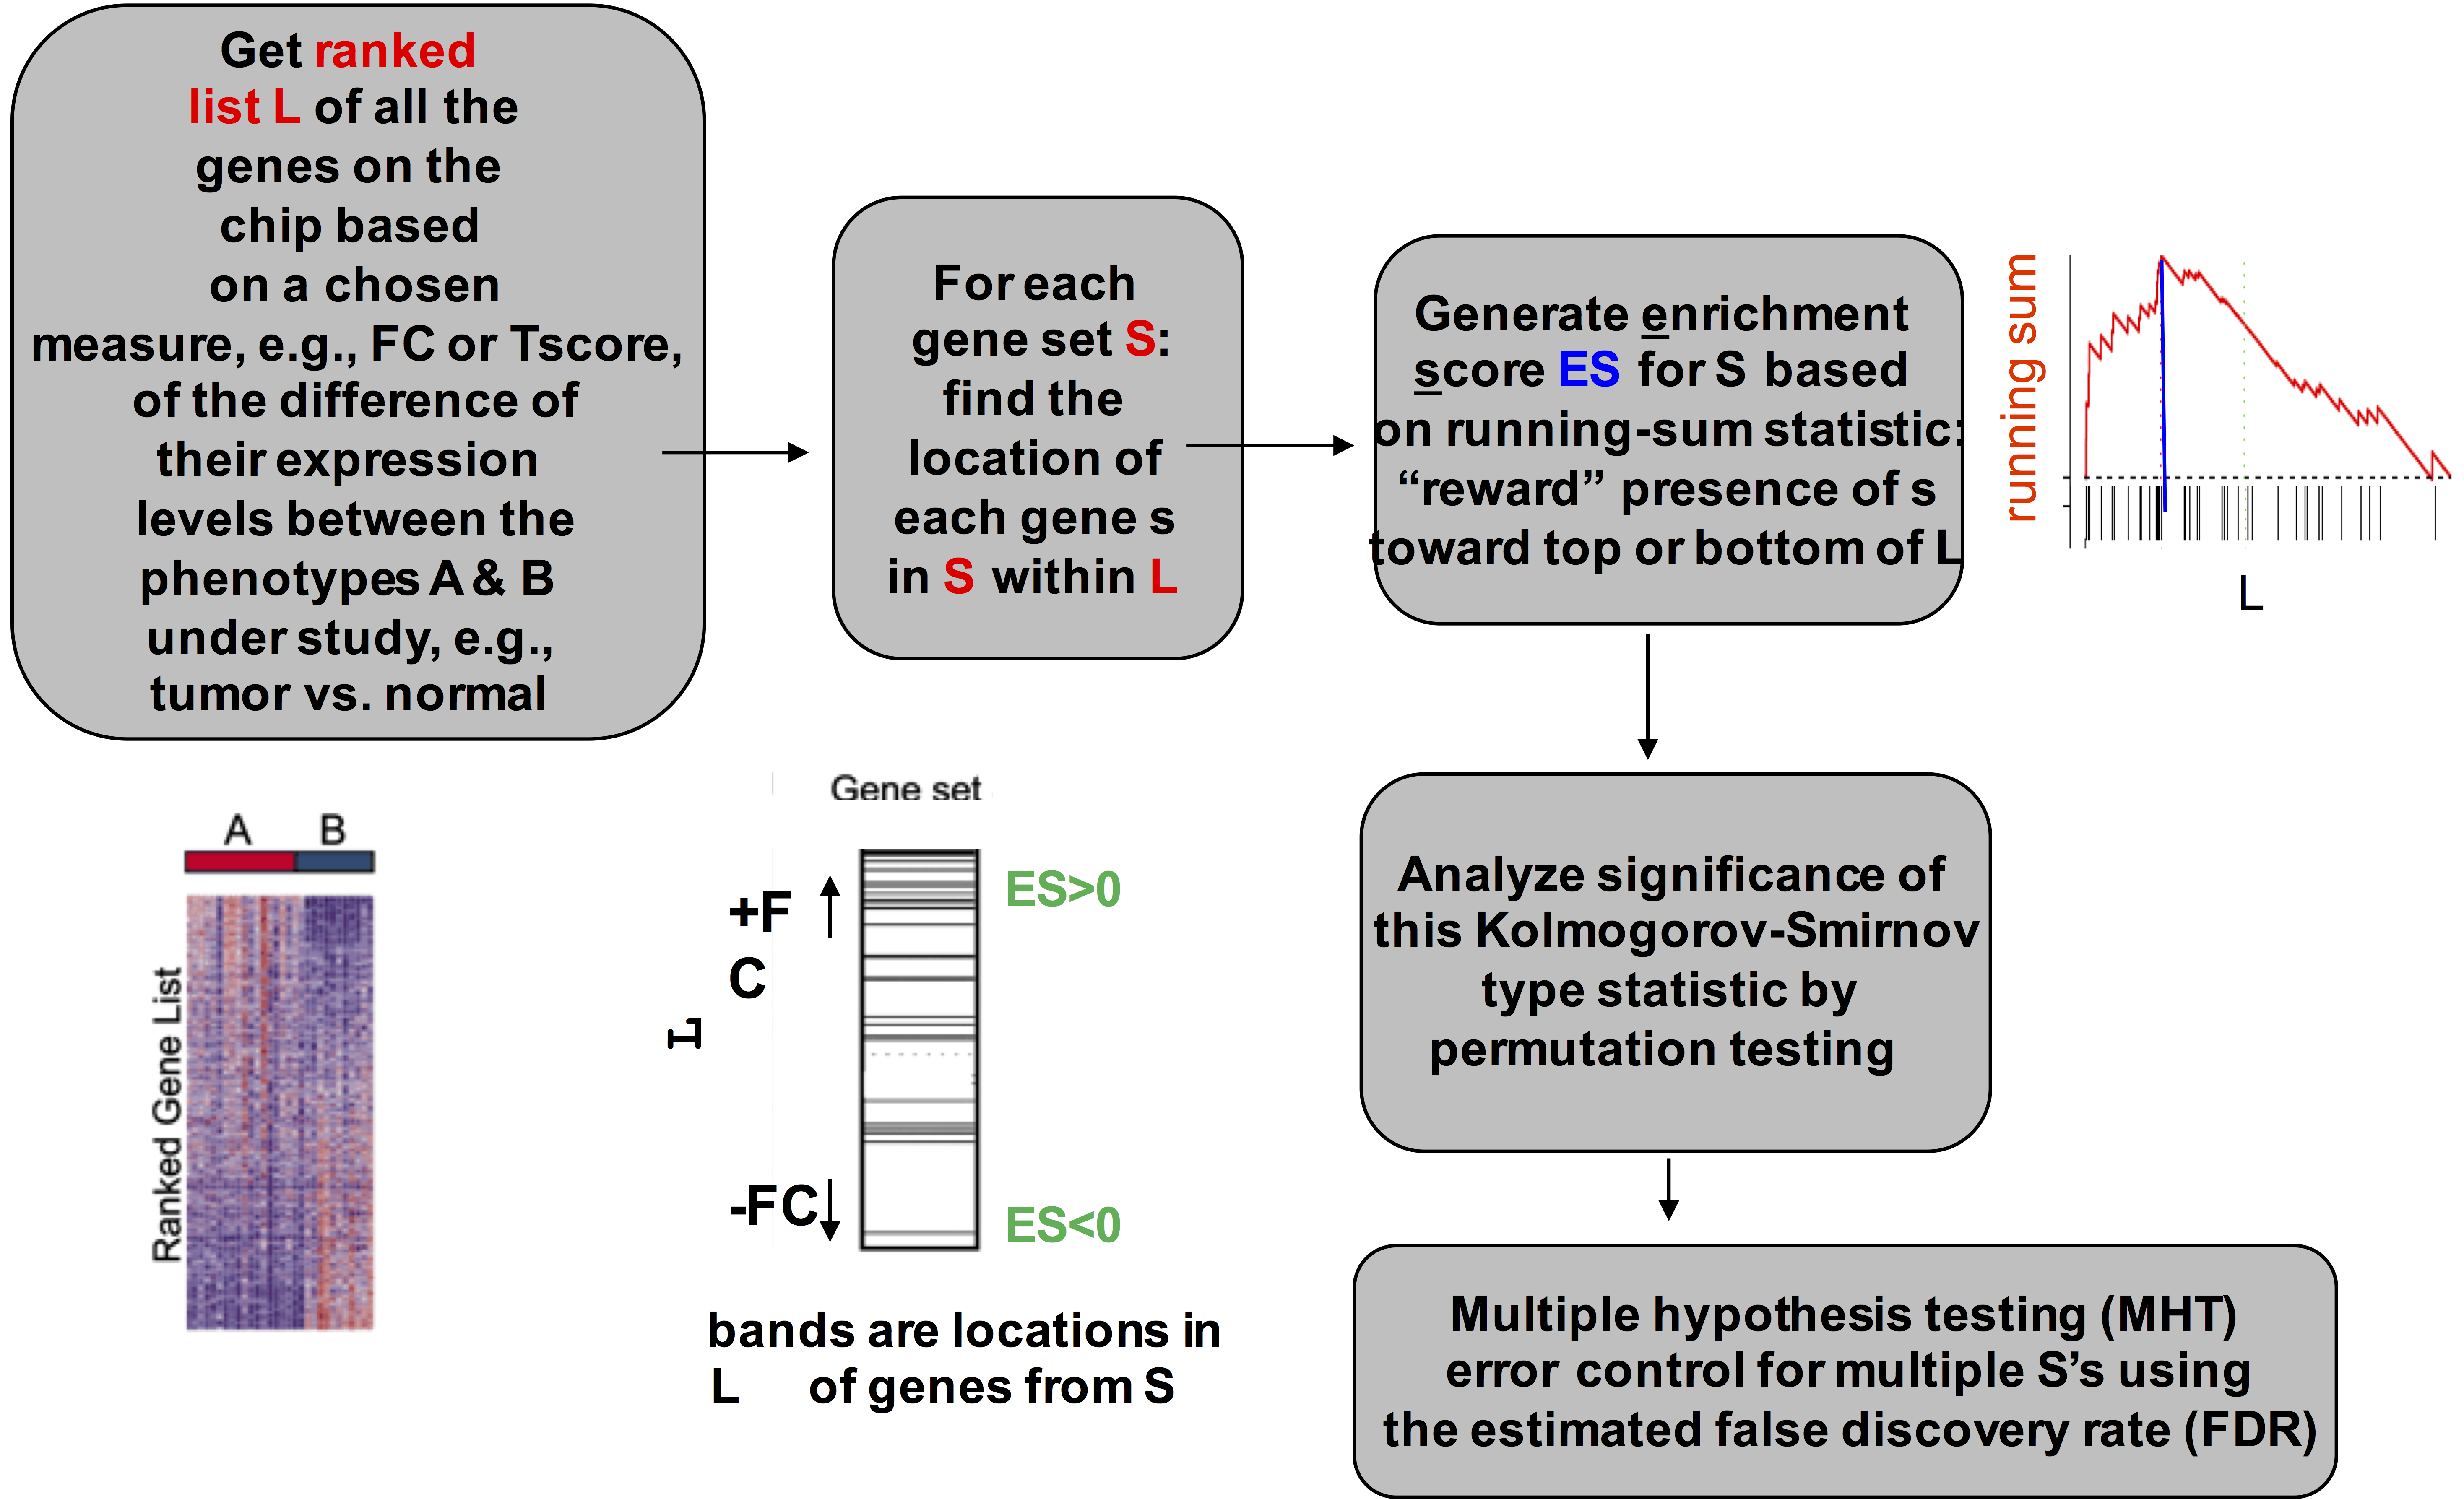 Get ranked
list L of all the
genes on the
chip based
on a chosen
measure, e.g., FC or Tscore,
of the difference of
their expression
levels between the
phenotypes A & B
under study, e.g.,
tumor vs. normal
For each
gene set S:
find the
location of
each gene s
in S within L
Generate enrichment
score ES for S based
on running-sum statistic:
“reward” presence of s
toward top or bottom of L
running sum
L
A B
Ranked Gene List
Gene set
+F
C
L
-FC
ES>0
ES<0
bands are locations in
L of genes from S
Analyze significance of
this Kolmogorov-Smirnov
type statistic by
permutation testing
Multiple hypothesis testing (MHT)
error control for multiple S’s using
the estimated false discovery rate (FDR)